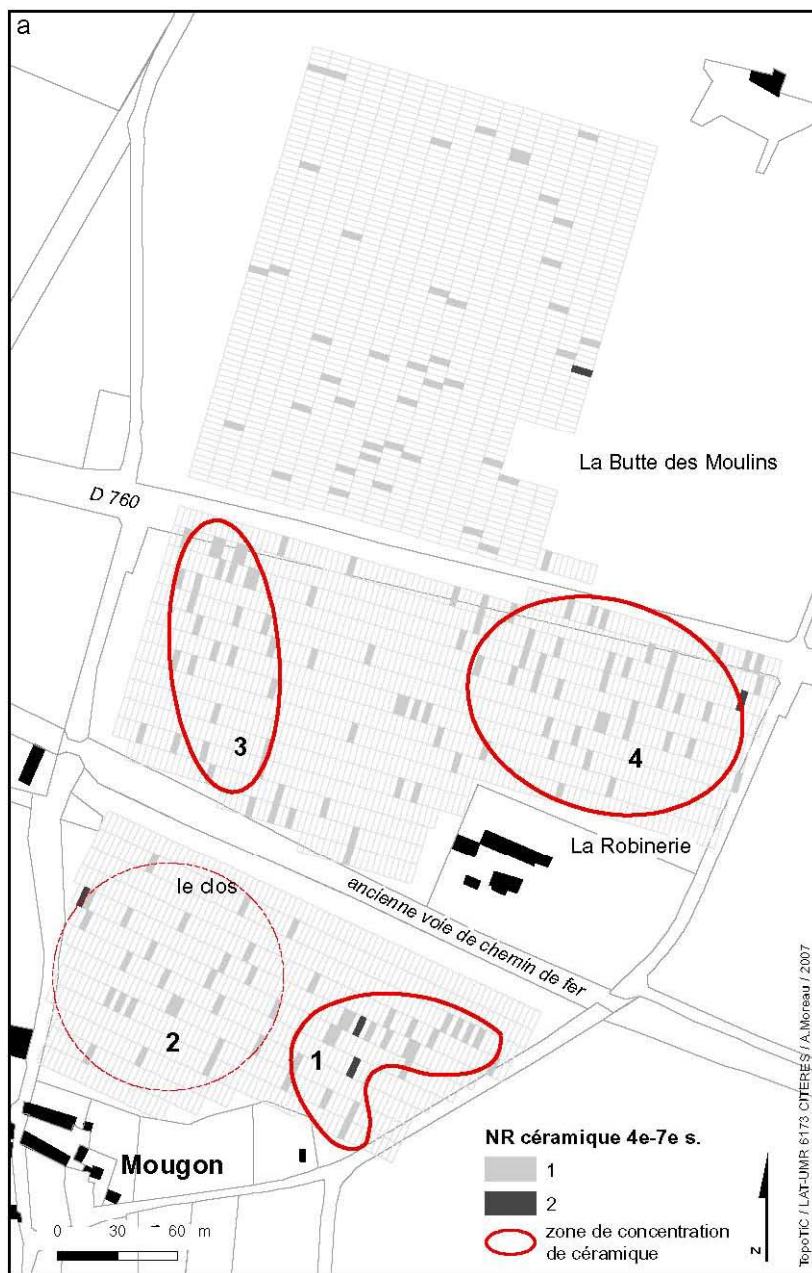 a
La Butte des Moulins
D 760
3
4
La Robinerie
le clos
ancienne voie de chemin de fer
2
1
Mougon
NR céramique 4e-7e s.
1
2
zone de concentration
de céramique
0 30 60 m
N
TopoTiC / LAT-UMR 6173 CITERES / A.Moreau / 2007